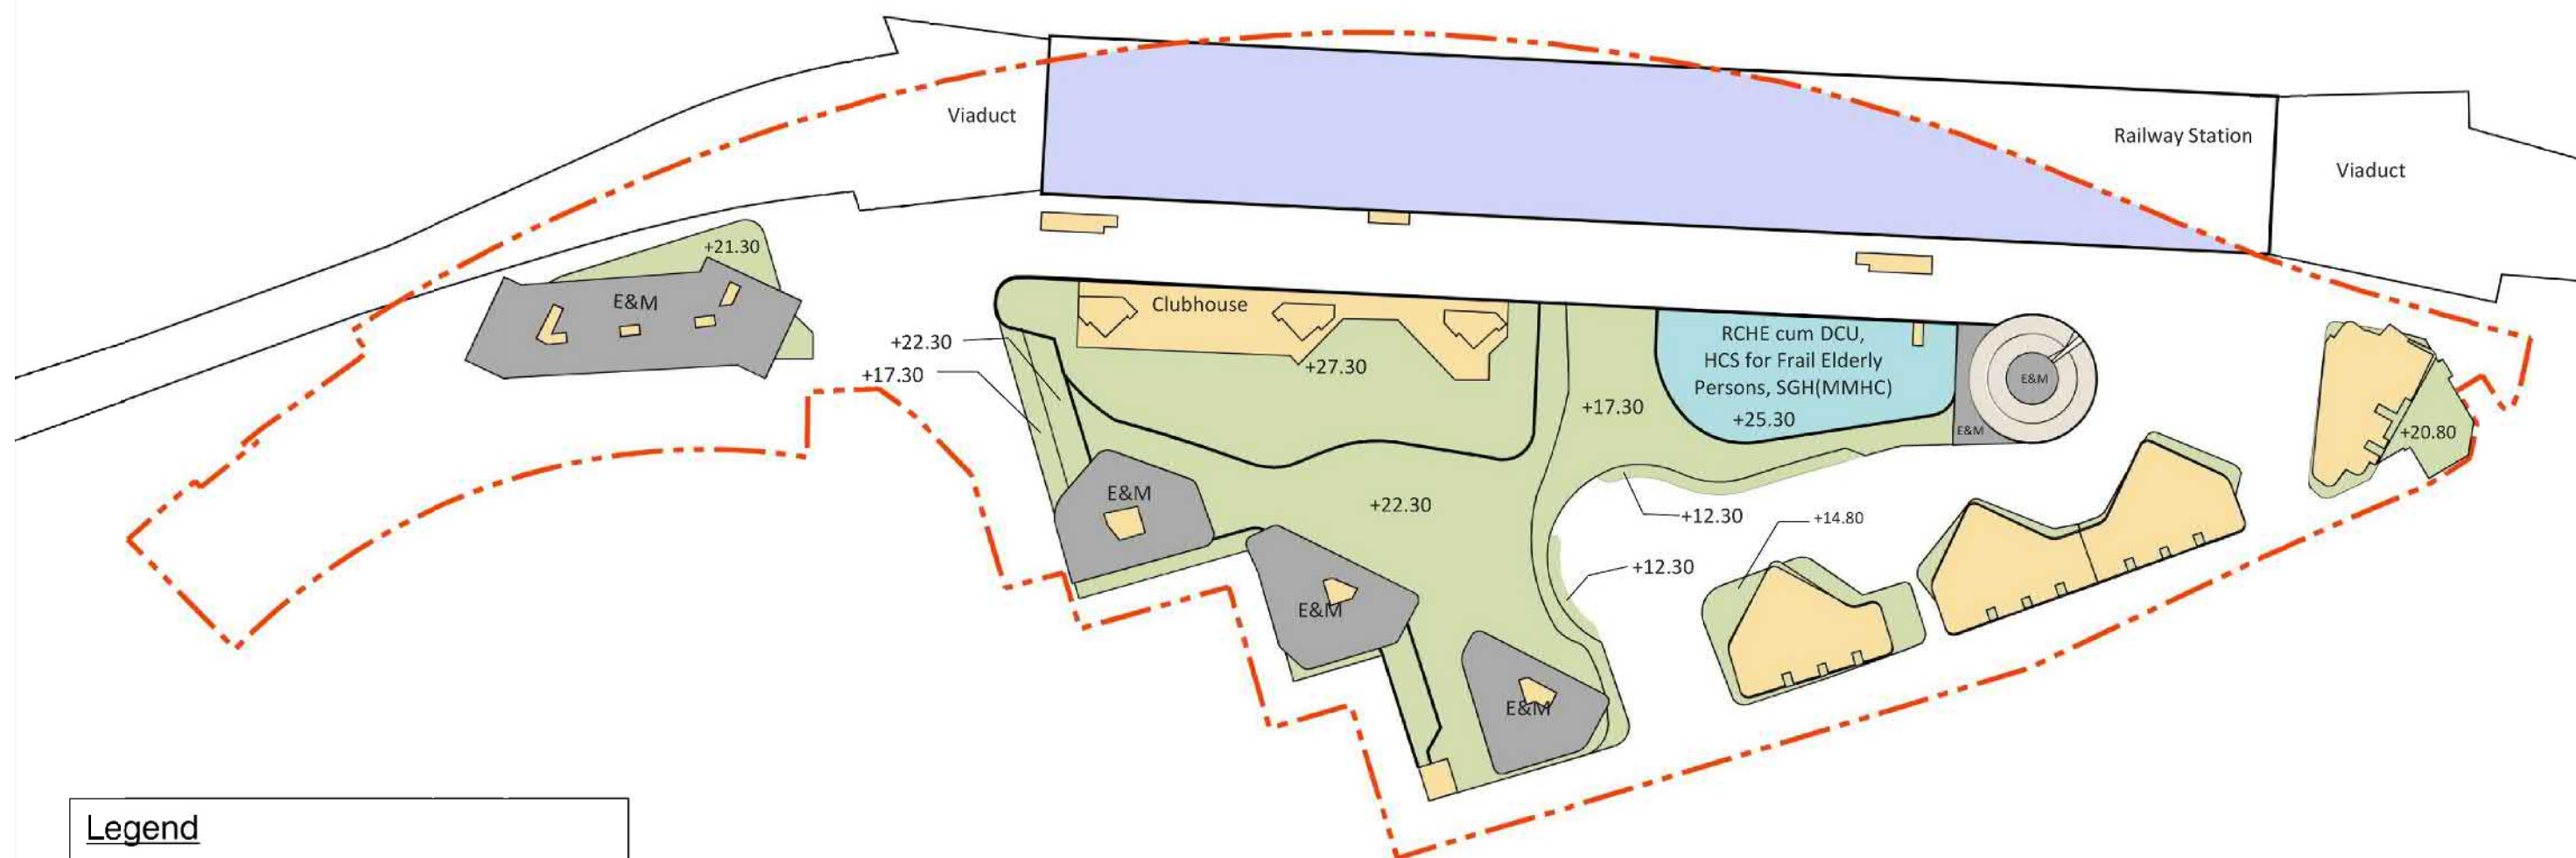 Viaduct
Railway Station
Viaduct
+21.30
E&M
Clubhouse
+22.30
+17.30
+27.30
RCHE cum DCU,
HCS for Frail Elderly
Persons, SGH(MMHC)
+25.30
+17.30
E&M
E&M
+20.80
E&M
+22.30
+12.30
+14.80
+12.30
E&M
E&M
Legend